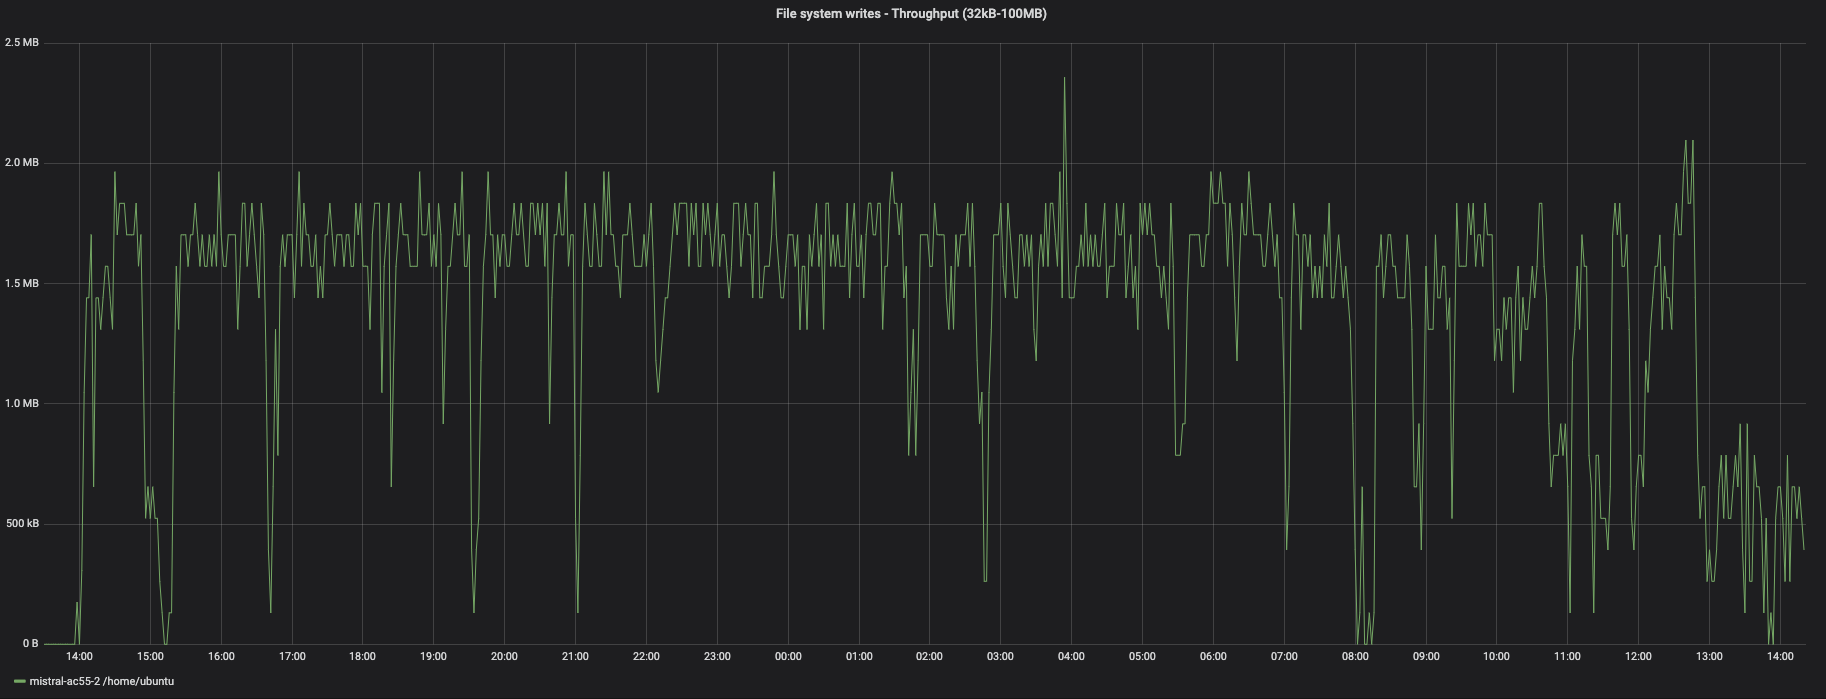 File system writes - Throughput (32kB-100MB)
2.5 MB
2.0 MB
1.5 MB
1.0 MB
500 kB
0 B
14:00 15:00 16:00 17:00 18:00 19:00 20:00 21:00 22:00 23:00 00:00 01:00 02:00 03:00 04:00 05:00 06:00 07:00 08:00 09:00 10:00 11:00 12:00 13:00 14:00
mistral-ac55-2 /home/ubuntu